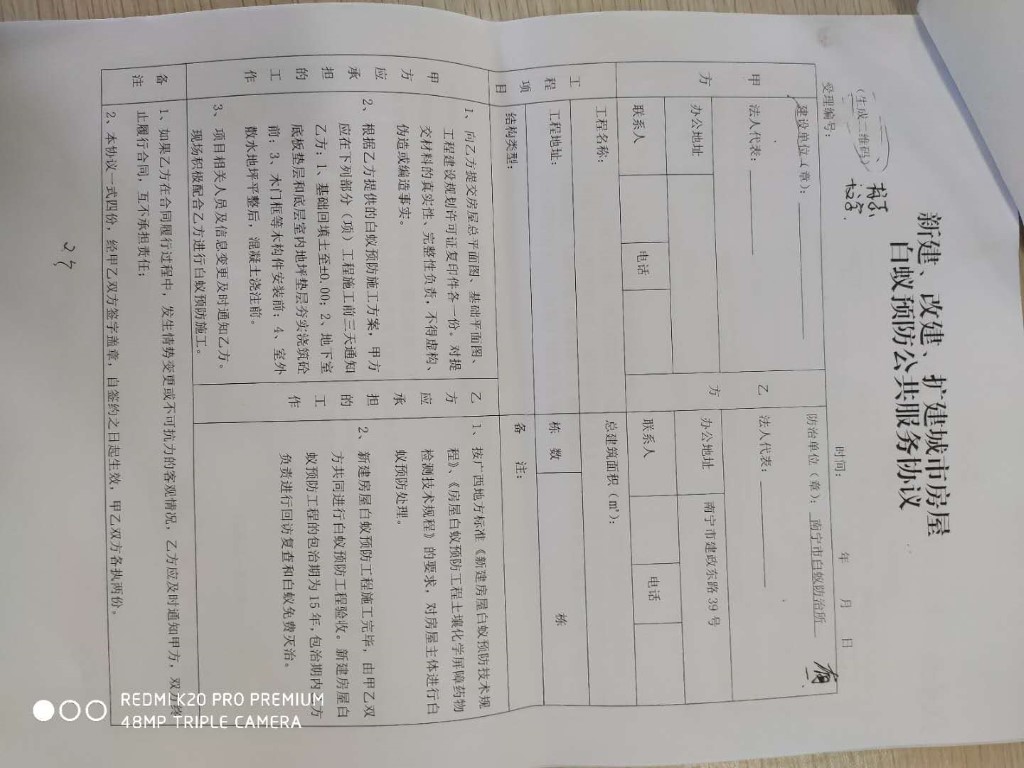 新建、改建、扩建城市房屋
白蚁预防公共服务协议
(生成二维码)
受理编号：
时间： 年 月 日
甲方
建设单位(章)：
法人代表：
办公地址
联系人
电话
乙方
防治单位(章)：南宁市白蚁防治所
法人代表：
办公地址
南宁市建政东路39号
联系人
电话
工程项目
工程名称：
总建筑面积(㎡)：
工程地址：
栋数
栋
结构类型：
备 注：
甲方应承担的工作
1、向乙方提交房屋总平面图、基础平面图、
工程建设规划许可证复印件各一份。对提
交材料的真实性、完整性负责，不得虚构、
伪造或编造事实。
2、根据乙方提供的白蚁预防施工方案，甲方
应在下列部分(项)工程施工前三天通知
乙方：1、基础回填土至±0.00；2、地下室
底板垫层和底层室内地坪垫层夯实浇筑砼
前；3、木门框等木构件安装前；4、室外
散水地坪平整后，混凝土浇注前。
3、项目相关人员及信息变更及时通知乙方。
现场积极配合乙方进行白蚁预防施工。
乙方应承担的工作
1、按广西地方标准《新建房屋白蚁预防技术规
程》、《房屋白蚁预防工程土壤化学屏障药物
检测技术规程》的要求，对房屋主体进行白
蚁预防处理。
2、新建房屋白蚁预防工程施工完毕，由甲乙双
方共同进行白蚁预防工程验收。新建房屋白
蚁预防工程的包治期为15年，包治期内乙方
负责进行回访复查和白蚁免费灭治。
备注
1、如果乙方在合同履行过程中，发生情势变更或不可抗力的客观情况，乙方应及时通知甲方，双方终
止履行合同，互不承担责任；
2、本协议一式四份，经甲乙双方签字盖章，自签约之日起生效，甲乙双方各执两份。
REDMI K20 PRO PREMIUM
48MP TRIPLE CAMERA